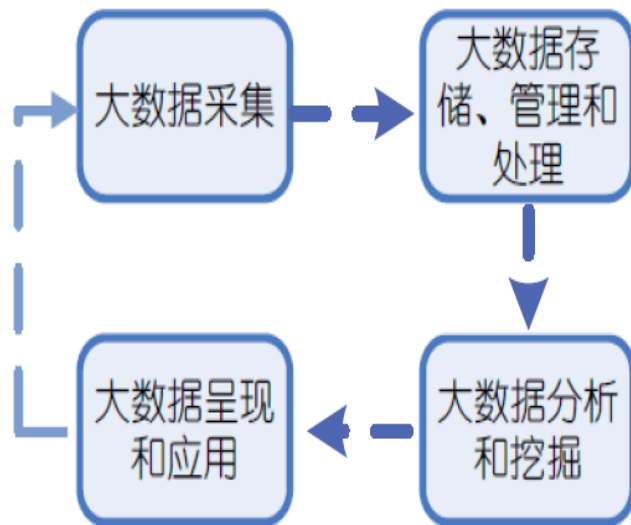 大数据采集
大数据存
储、管理和
处理
大数据呈现
和应用
大数据分析
和挖掘